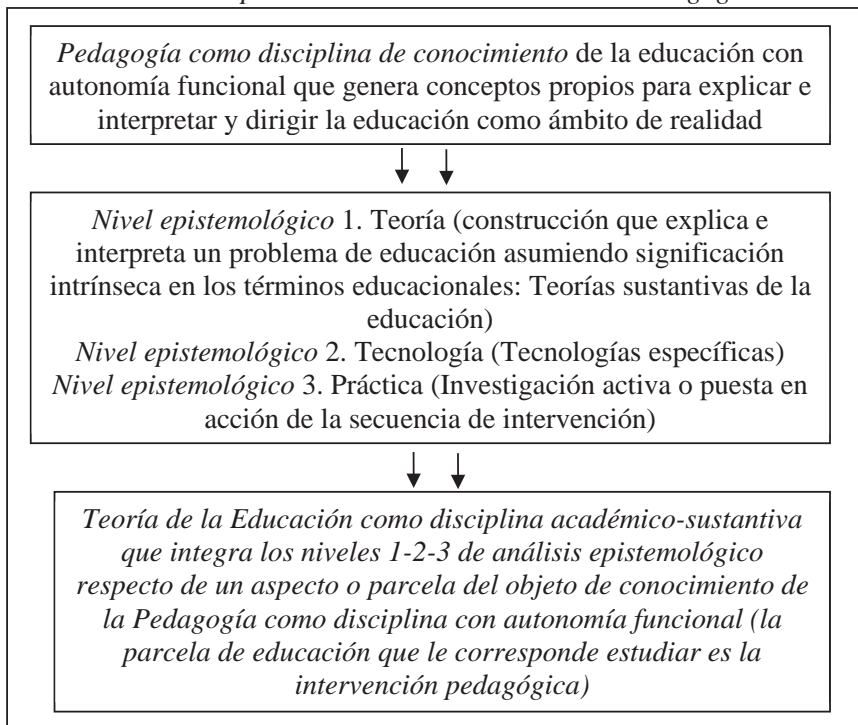 Pedagogía como disciplina de conocimiento de la educación con
autonomía funcional que genera conceptos propios para explicar e
interpretar y dirigir la educación como ámbito de realidad
Nivel epistemológico 1. Teoría (construcción que explica e
interpreta un problema de educación asumiendo significación
intrínseca en los términos educacionales: Teorías sustantivas de la
educación)
Nivel epistemológico 2. Tecnología (Tecnologías específicas)
Nivel epistemológico 3. Práctica (Investigación activa o puesta en
acción de la secuencia de intervención)
Teoría de la Educación como disciplina académico-sustantiva
que integra los niveles 1-2-3 de análisis epistemológico
respecto de un aspecto o parcela del objeto de conocimiento de
la Pedagogía como disciplina con autonomía funcional (la
parcela de educación que le corresponde estudiar es la
intervención pedagógica)